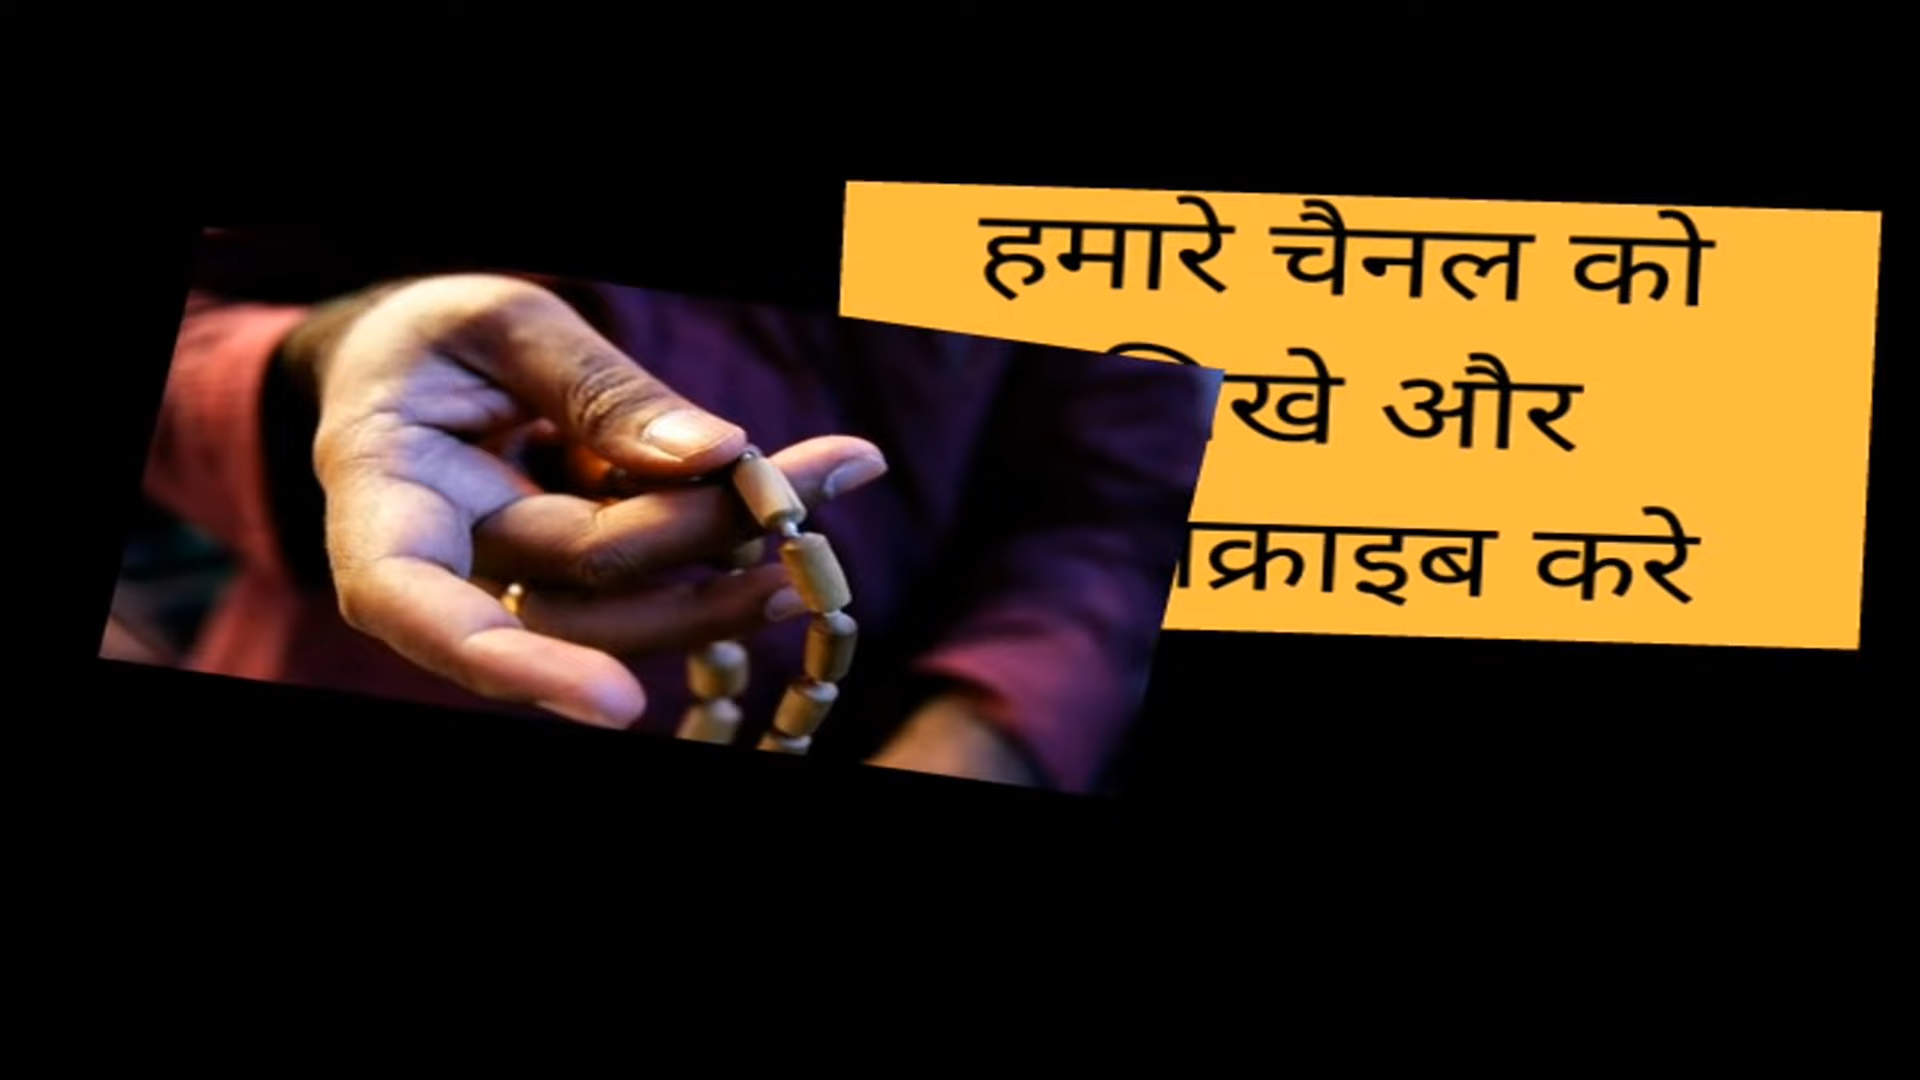 हमारे चैनल को
और
करे